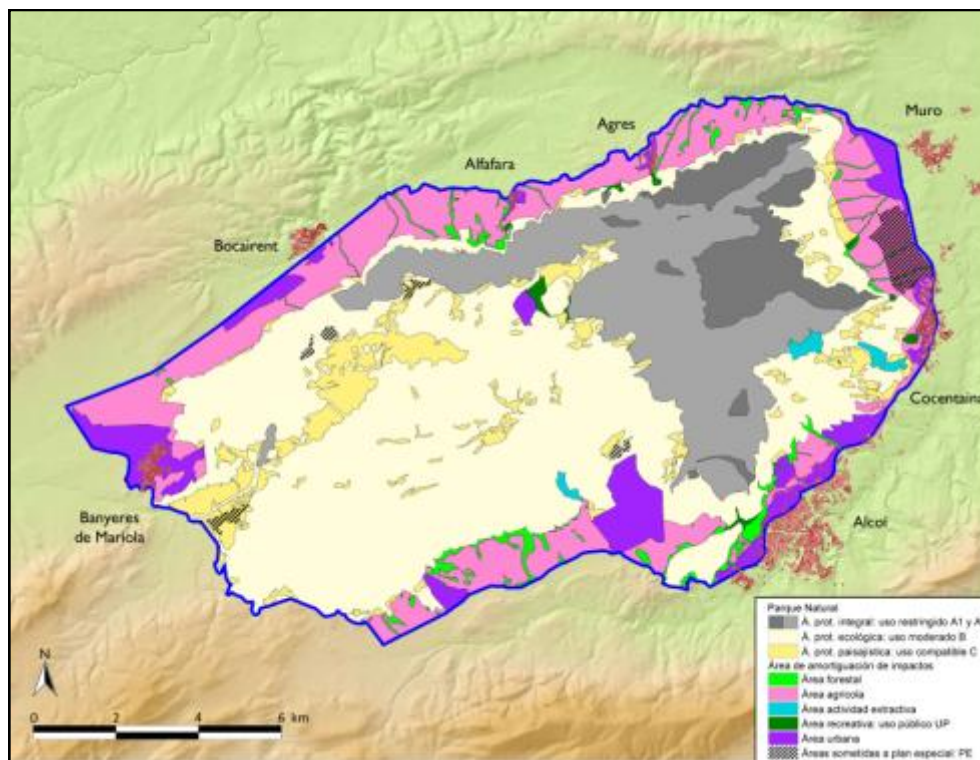 Muro
Agres
Alfafara
Bocairent
Cocentaina
Banyeres
de Mariola
Alcoi
N
0 2 4 6 km
Parque Natural
À. prot. integral: uso restringido A1 y A
À. prot. ecológica: uso moderado B
À. prot. paisajística: uso compatible C
Área de amortiguación de impactos
Área forestal
Área agrícola
Área actividad extractiva
Área recreativa: uso público UP
Área urbana
Áreas sometidas a plan especial: PE